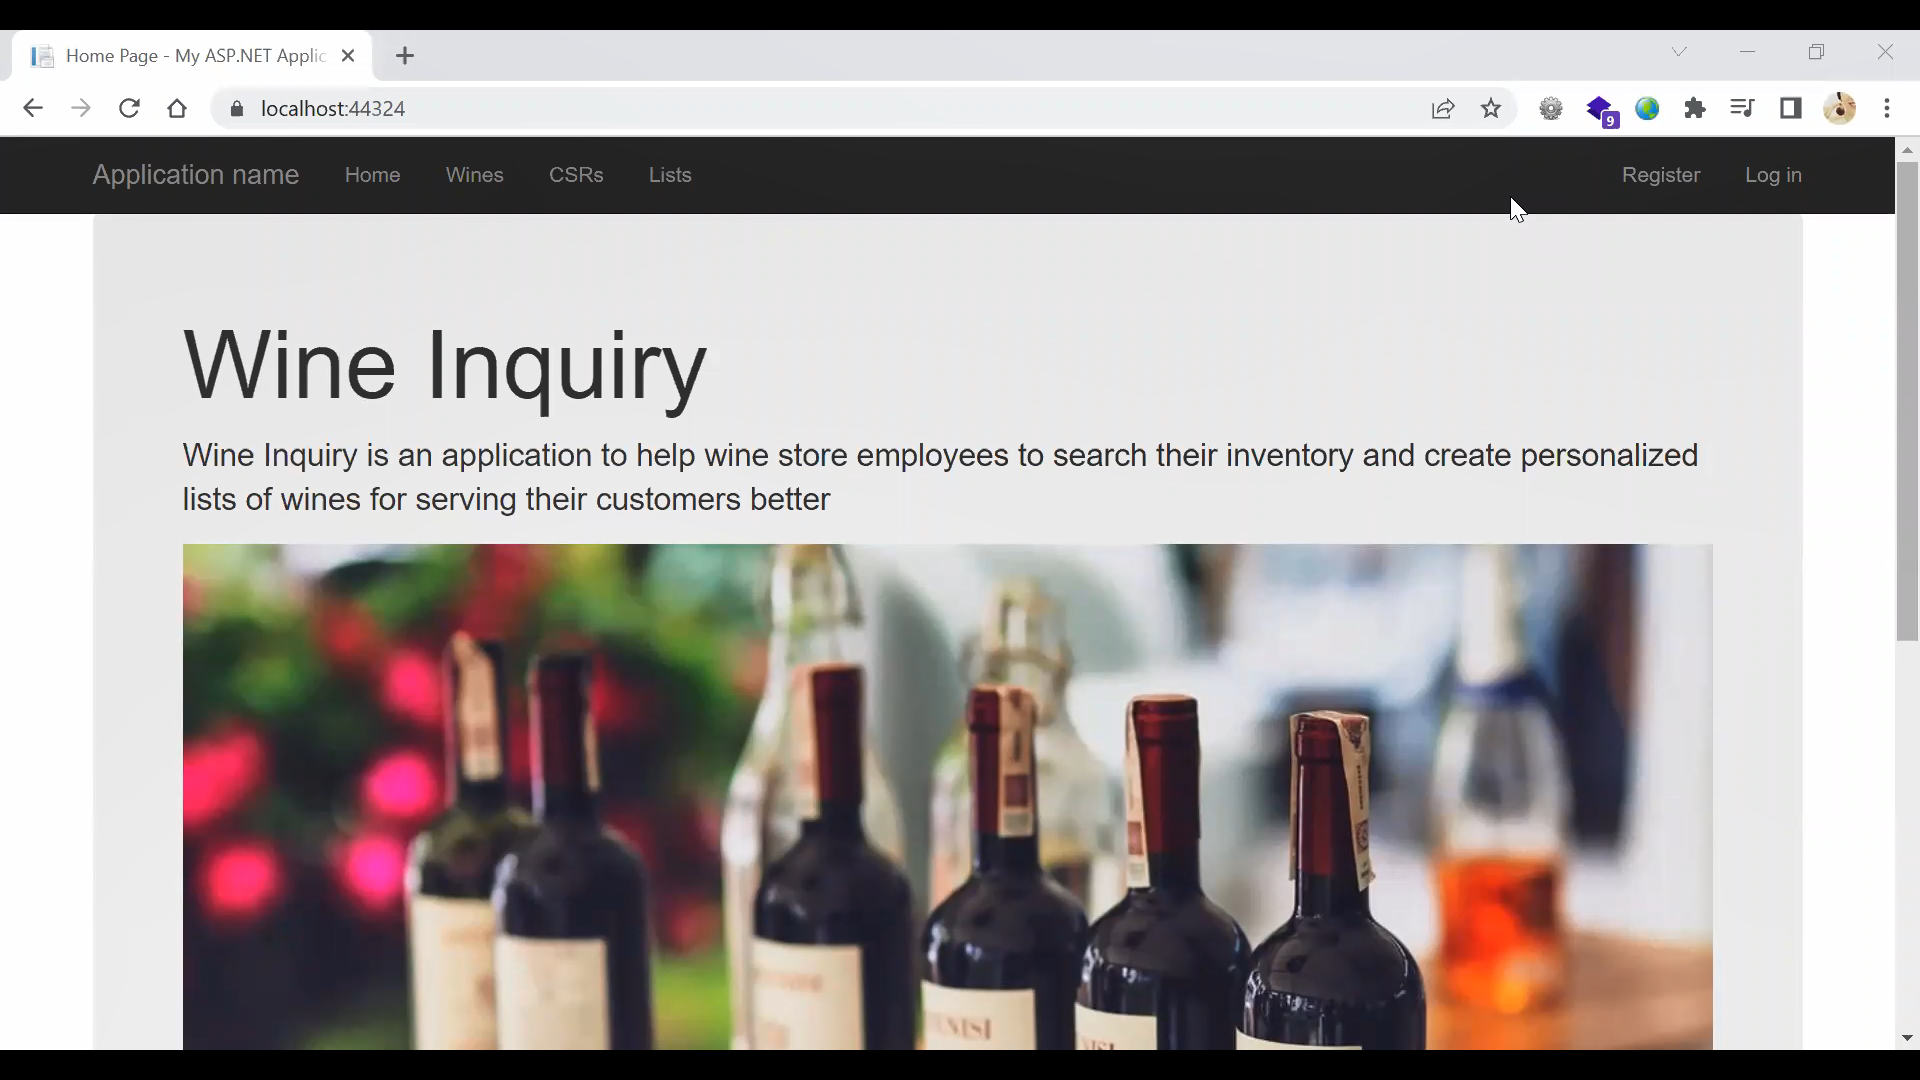 Home Page - My ASP.NET Applic
localhost:44324
9
Application name Home Wines CSRs Lists Register Log in
Wine Inquiry
Wine Inquiry is an application to help wine store employees to search their inventory and create personalized
lists of wines for serving their customers better